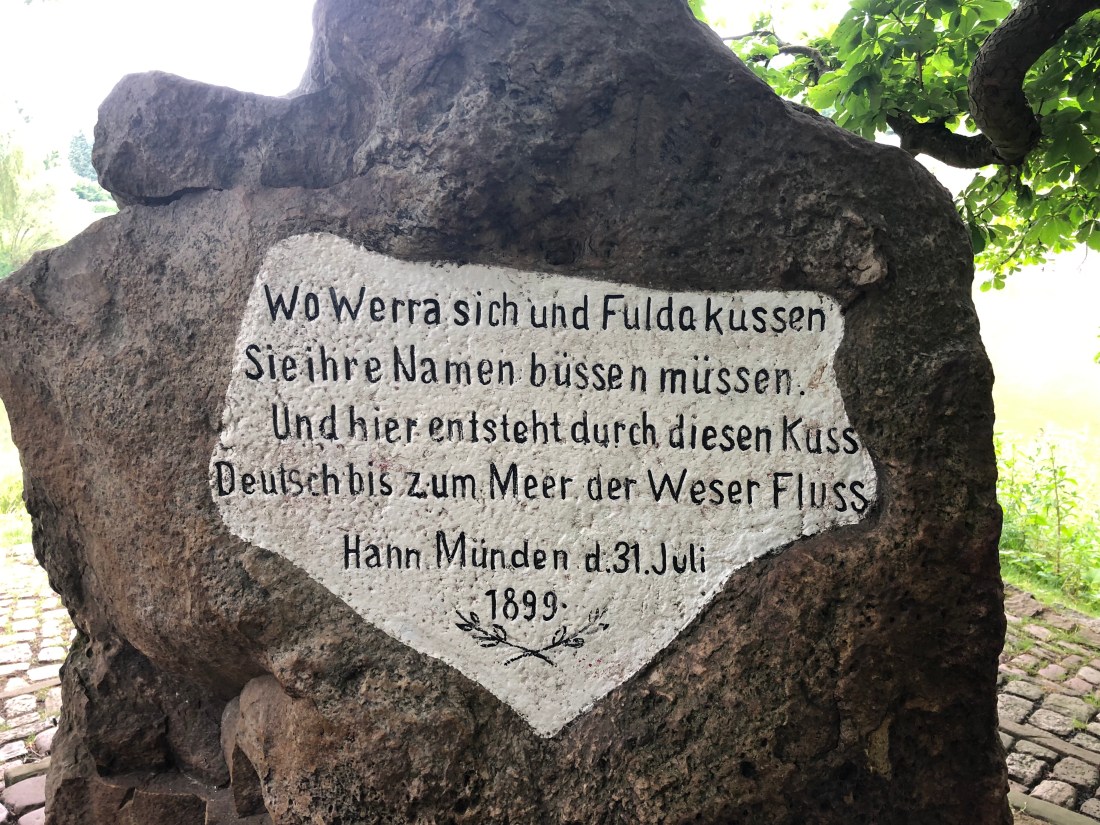 Wo Werra sich und Fulda kussen
Sie ihre Namen büssen müssen.
Und hier entsteht durch diesen Kuss
Deutsch bis zum Meer der Weser Fluss
Hann. Münden d. 31. Juli
1899.